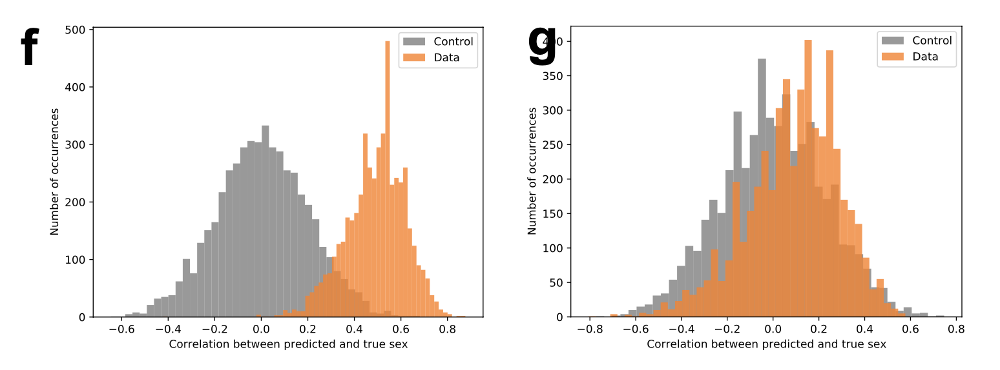 f
500
400
300
200
100
0
Number of occurrences
−0.6 −0.4 −0.2 0.0 0.2 0.4 0.6 0.8
Correlation between predicted and true sex
Control
Data
g
400
350
300
250
200
150
100
50
0
Number of occurrences
−0.8 −0.6 −0.4 −0.2 0.0 0.2 0.4 0.6 0.8
Correlation between predicted and true sex
Control
Data